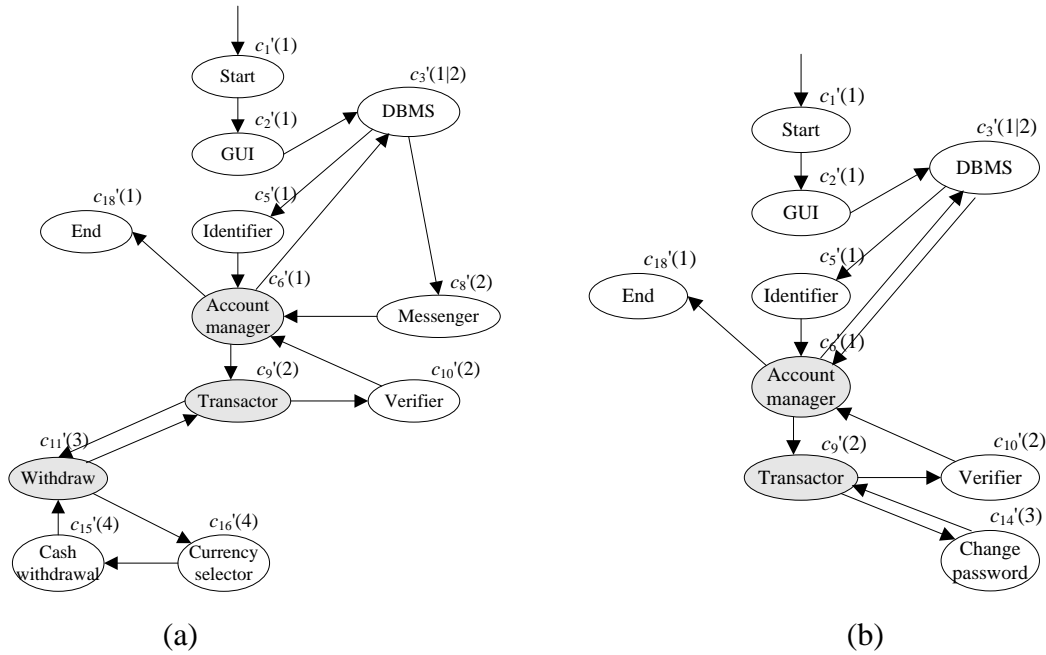 c₁'(1)
Start
c₂'(1)
GUI
c₃'(1|2)
DBMS
c₅'(1)
Identifier
c₁₈'(1)
End
c₆'(1)
Account
manager
c₈'(2)
Messenger
c₉'(2)
Transactor
c₁₀'(2)
Verifier
c₁₁'(3)
Withdraw
c₁₅'(4)
Cash
withdrawal
c₁₆'(4)
Currency
selector
(a)
c₁'(1)
Start
c₂'(1)
GUI
c₃'(1|2)
DBMS
c₅'(1)
Identifier
c₁₈'(1)
End
c₆'(1)
Account
manager
c₉'(2)
Transactor
c₁₀'(2)
Verifier
c₁₄'(3)
Change
password
(b)